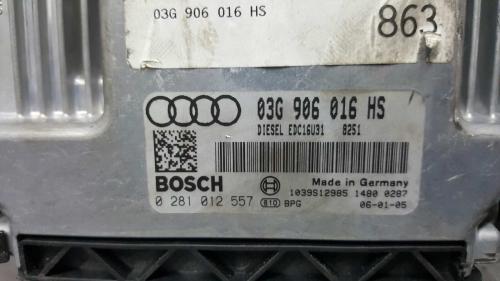 03G 906 016 HS
863
03G 906 016 HS
DIESEL EDC16U31 8251
BOSCH
Made in Germany
1039S12985 1480 0287
0 281 012 557 810 BPG 06-01-05